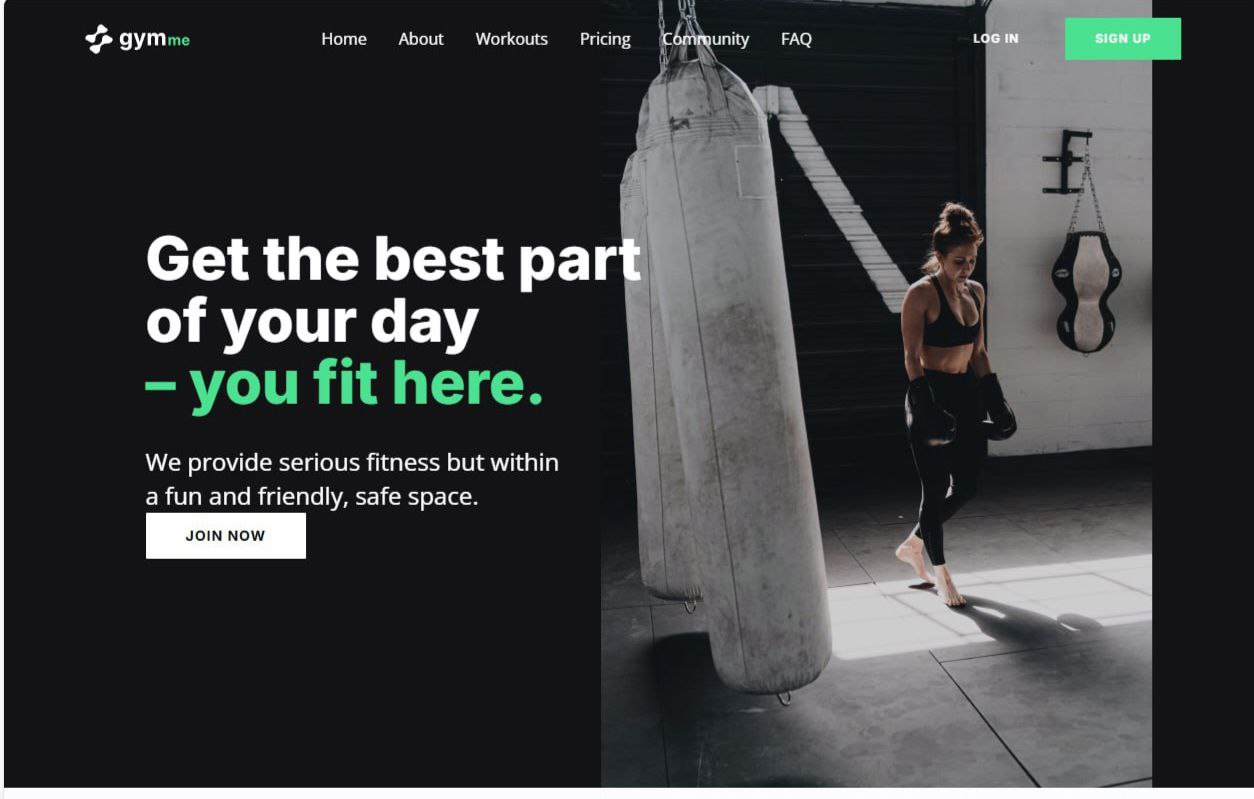 gymme
Home About Workouts Pricing Community FAQ
LOG IN
SIGN UP
Get the best part
of your day
– you fit here.
We provide serious fitness but within
a fun and friendly, safe space.
JOIN NOW